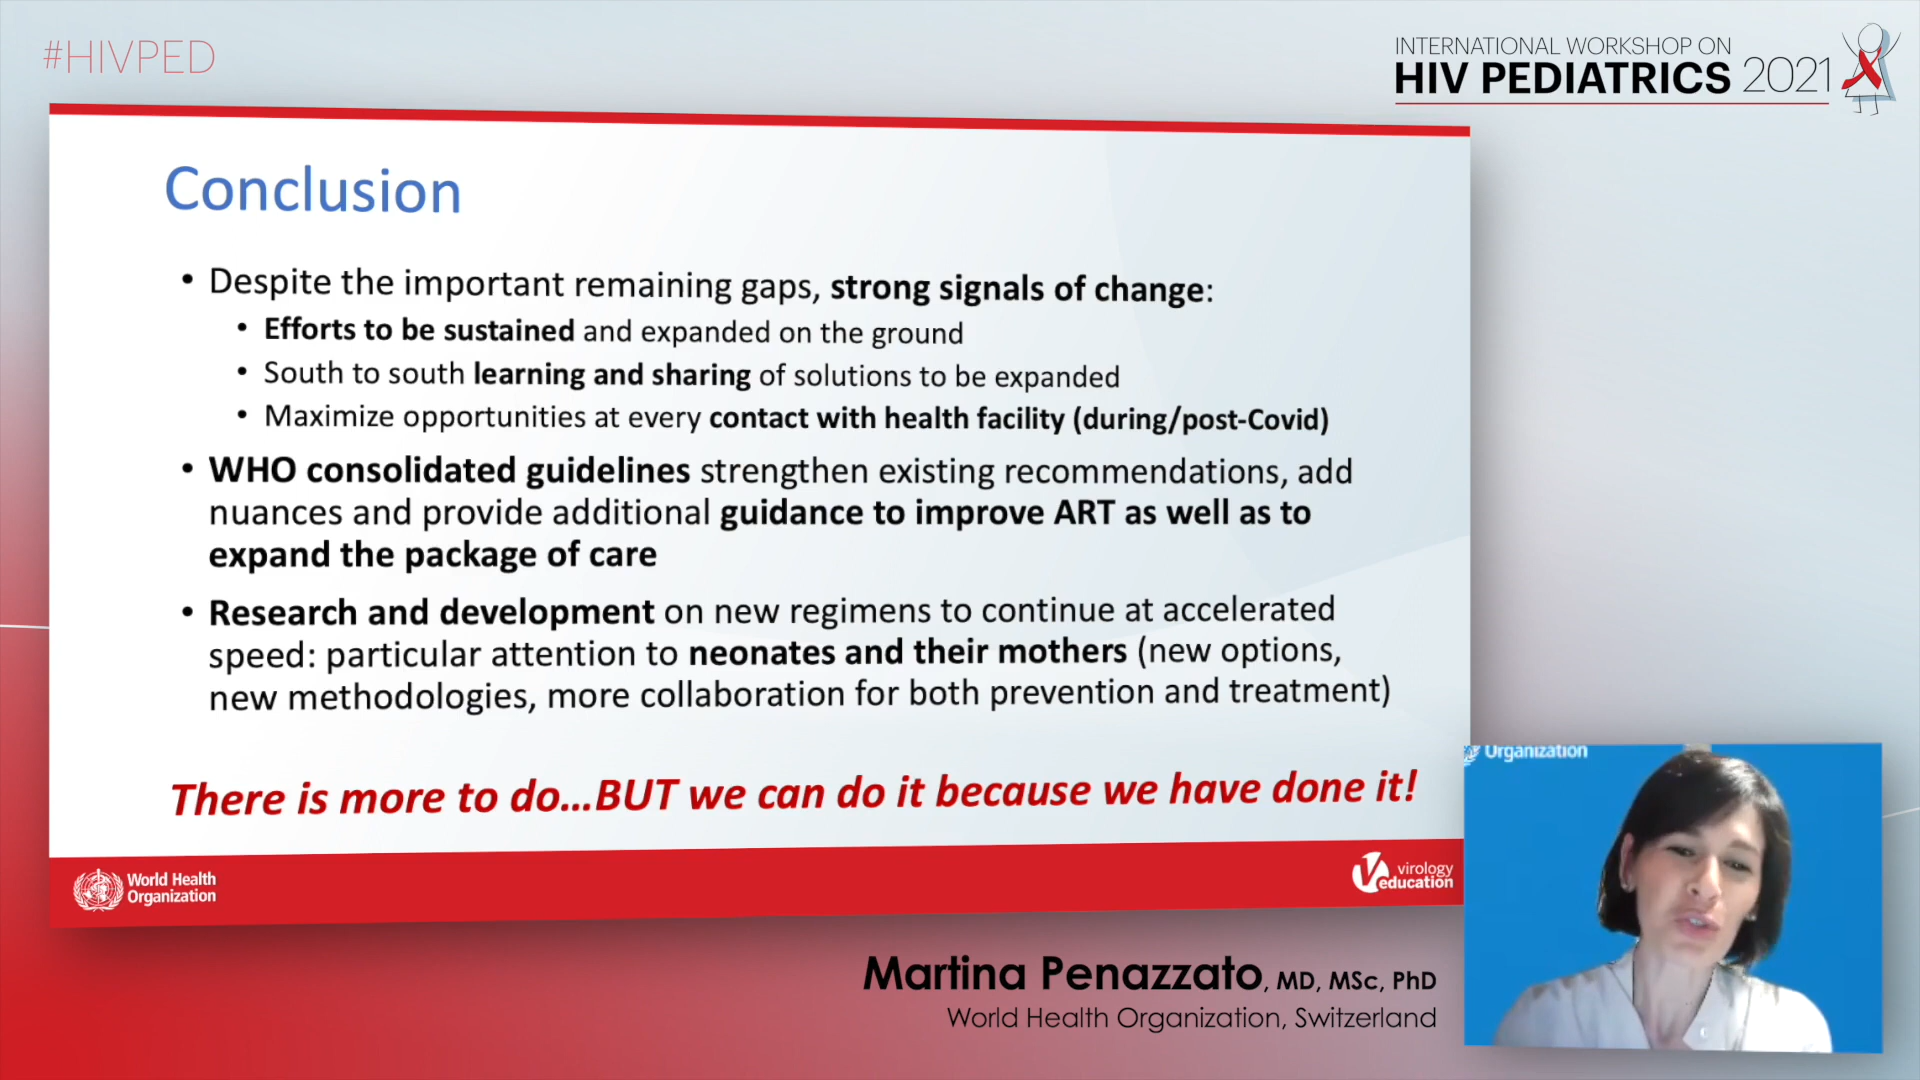 #HIVPED
INTERNATIONAL WORKSHOP ON
HIV PEDIATRICS 2021
Conclusion
• Despite the important remaining gaps, strong signals of change:
• Efforts to be sustained and expanded on the ground
• South to south learning and sharing of solutions to be expanded
• Maximize opportunities at every contact with health facility (during/post-Covid)
• WHO consolidated guidelines strengthen existing recommendations, add
nuances and provide additional guidance to improve ART as well as to
expand the package of care
• Research and development on new regimens to continue at accelerated
speed: particular attention to neonates and their mothers (new options,
new methodologies, more collaboration for both prevention and treatment)
There is more to do...BUT we can do it because we have done it!
World Health
Organization
virology
education
Organization
Martina Penazzato, MD, MSc, PhD
World Health Organization, Switzerland